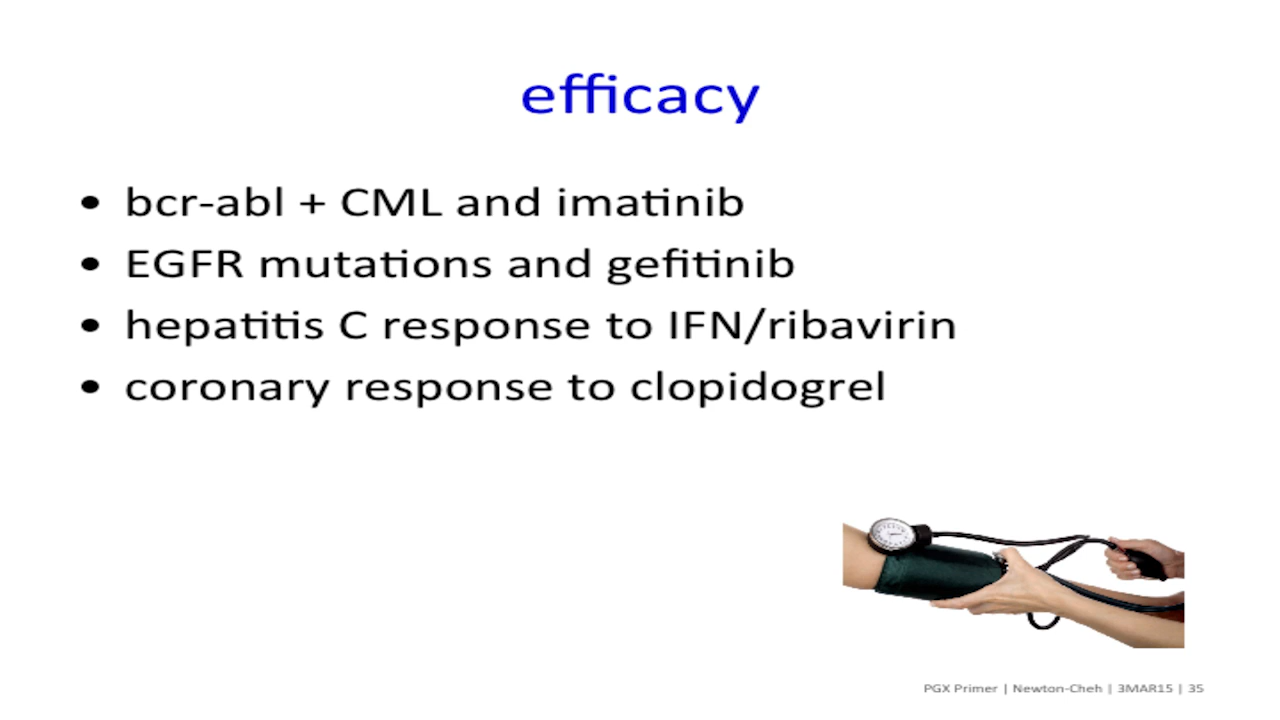 efficacy
• bcr-abl + CML and imatinib
• EGFR mutations and gefitinib
• hepatitis C response to IFN/ribavirin
• coronary response to clopidogrel
PGX Primer | Newton-Cheh | 3MAR15 | 35